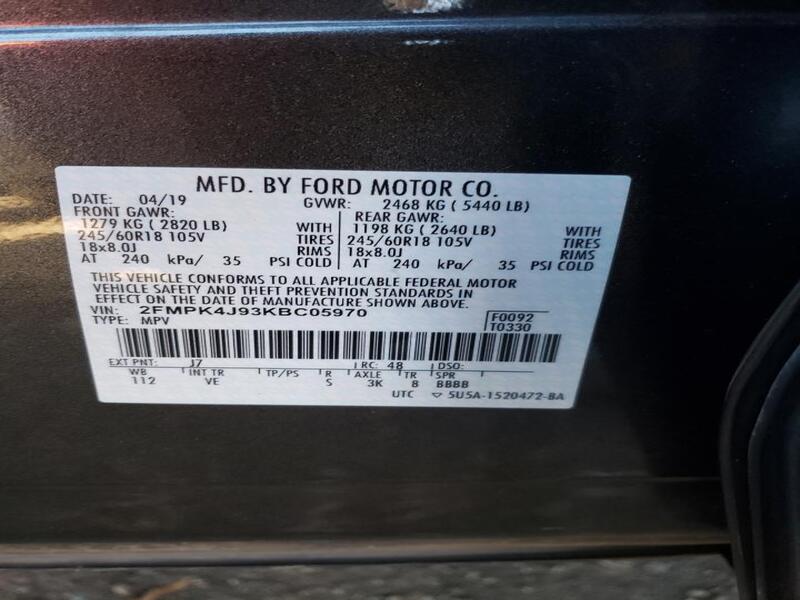 MFD. BY FORD MOTOR CO.
DATE: 04/19 GVWR: 2468 KG ( 5440 LB)
FRONT GAWR: REAR GAWR:
1279 KG ( 2820 LB) WITH 1198 KG ( 2640 LB) WITH
245/60R18 105V TIRES 245/60R18 105V TIRES
18x8.0J RIMS 18x8.0J RIMS
AT 240 kPa/ 35 PSI COLD AT 240 kPa/ 35 PSI COLD
THIS VEHICLE CONFORMS TO ALL APPLICABLE FEDERAL MOTOR
VEHICLE SAFETY AND THEFT PREVENTION STANDARDS IN
EFFECT ON THE DATE OF MANUFACTURE SHOWN ABOVE.
VIN: 2FMPK4J93KBC05970 F0092
TYPE: MPV T0330
EXT PNT: J7 RC: 48 DSO:
WB INT TR TP/PS R AXLE TR SPR
112 VE S 3K 8 BBBB
UTC ▽ 5U5A-1520472-BA